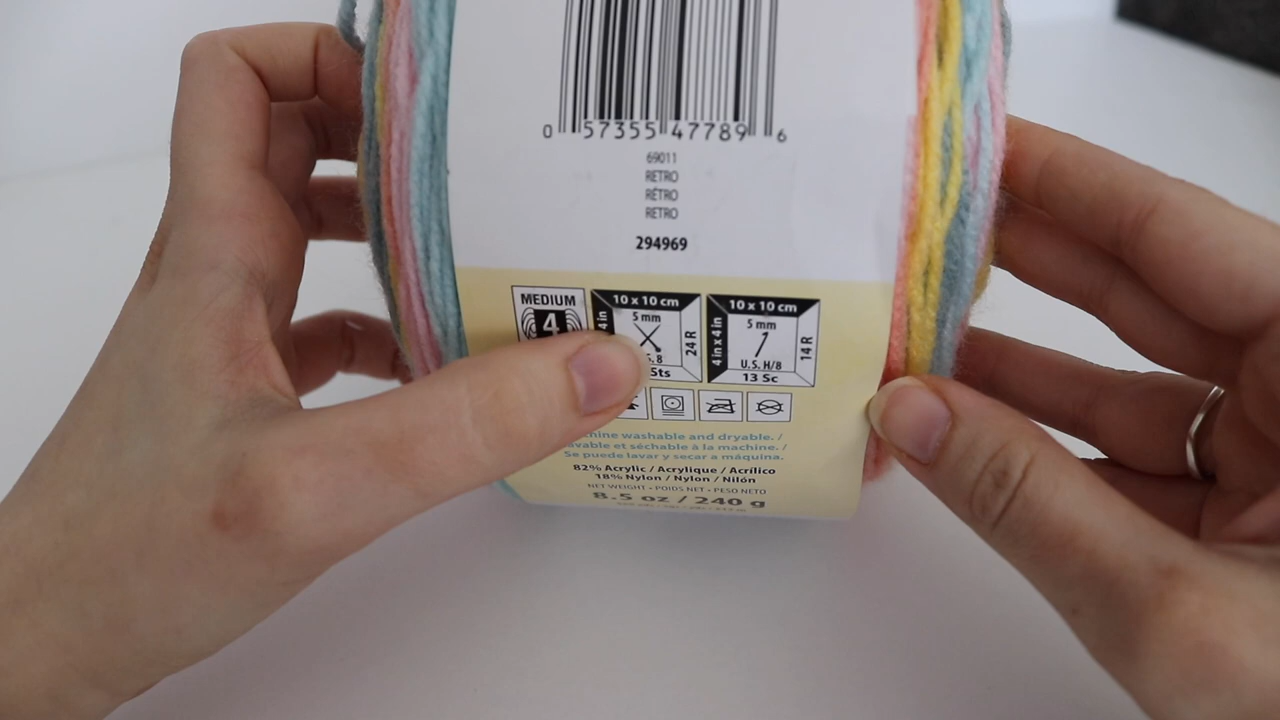 0 57355 47789 6
69011
RETRO
RÉTRO
RETRO
294969
MEDIUM
4
10 x 10 cm
4 in
5 mm
24 R
8
Sts
10 x 10 cm
4 in x 4 in
5 mm
14 R
U.S. H/8
13 Sc
washable and dryable. /
et séchable à la machine. /
Se puede lavar y secar a máquina.
82% Acrylic / Acrylique / Acrílico
18% Nylon / Nylon / Nilón
NET WEIGHT • POIDS NET • PESO NETO
8.5 oz / 240 g